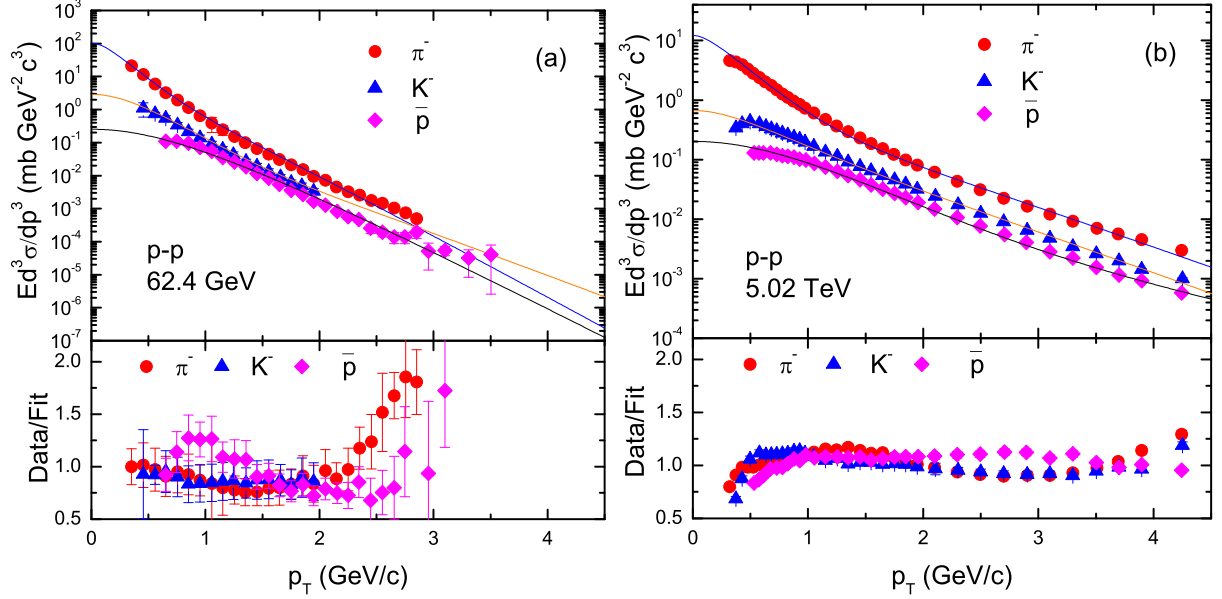 10³
10²
10¹
10⁰
10⁻¹
10⁻²
10⁻³
10⁻⁴
10⁻⁵
10⁻⁶
10⁻⁷
Ed³σ/dp³ (mb GeV⁻² c³)
π⁻
K⁻
p̅
(a)
p-p
62.4 GeV
2.0
1.5
1.0
0.5
Data/Fit
π⁻ K⁻ p̅
0 1 2 3 4
p_T (GeV/c)
10²
10¹
10⁰
10⁻¹
10⁻²
10⁻³
10⁻⁴
Ed³σ/dp³ (mb GeV⁻² c³)
π⁻
K⁻
p̅
(b)
p-p
5.02 TeV
2.0
1.5
1.0
0.5
Data/Fit
π⁻ K⁻ p̅
0 1 2 3 4
p_T (GeV/c)